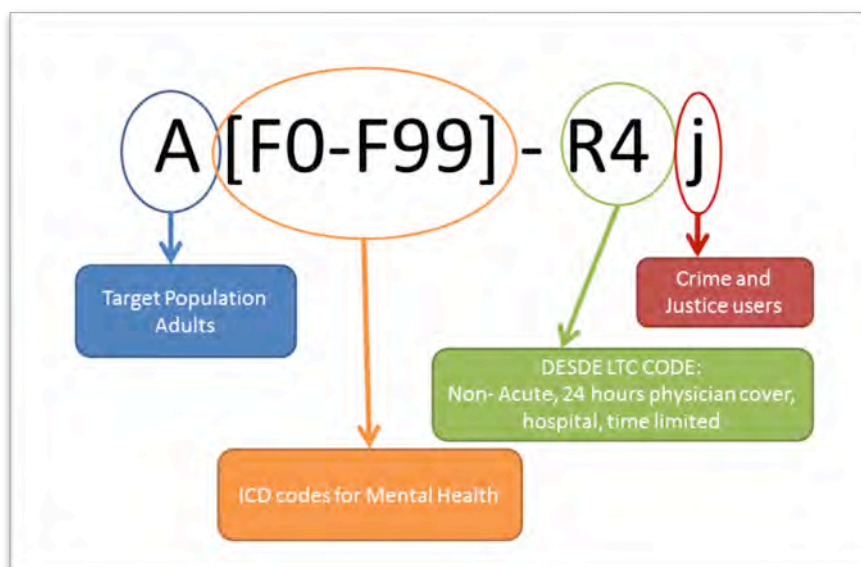 A [F0-F99] - R4 j
Target Population
Adults
Crime and
Justice users
DESDE LTC CODE:
Non- Acute, 24 hours physician cover,
hospital, time limited
ICD codes for Mental Health